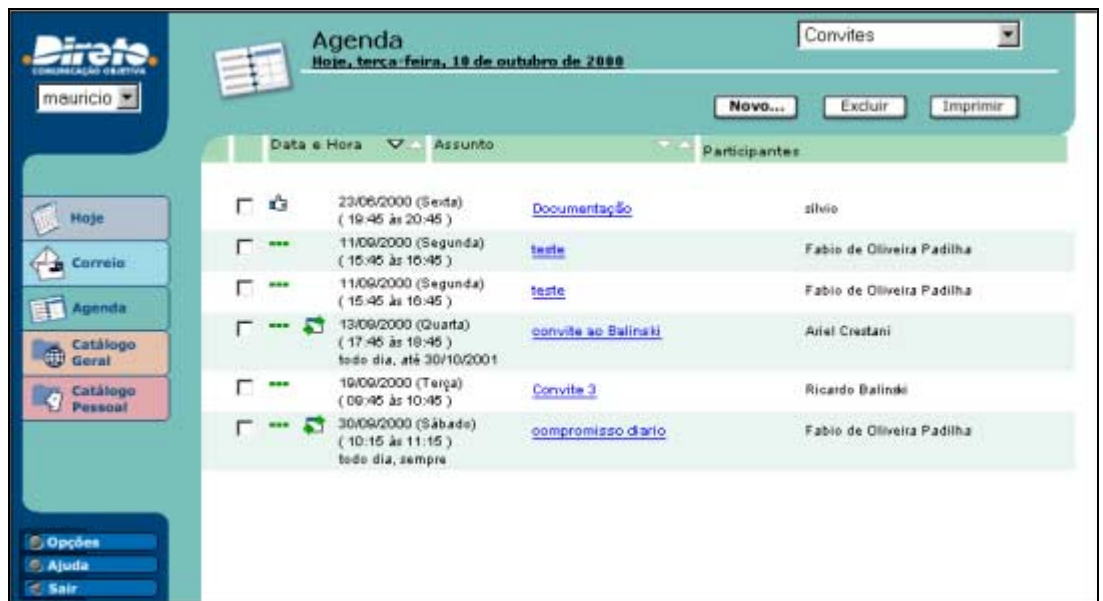 Direto.
COMUNICAÇÃO OBJETIVA
mauricio
Agenda
Hoje, terça-feira, 10 de outubro de 2000
Convites
Novo...
Excluir
Imprimir
Data e Hora
Assunto
Participantes
23/06/2000 (Sexta)
( 19:45 às 20:45 )
Documentação
silvio
11/09/2000 (Segunda)
( 15:45 às 16:45 )
teste
Fabio de Oliveira Padilha
11/09/2000 (Segunda)
( 15:45 às 16:45 )
teste
Fabio de Oliveira Padilha
13/09/2000 (Quarta)
( 17:45 às 18:45 )
todo dia, até 30/10/2001
convite ao Balinski
Ariel Crestani
19/09/2000 (Terça)
( 09:45 às 10:45 )
Convite 3
Ricardo Balinski
30/09/2000 (Sábado)
( 10:15 às 11:15 )
todo dia, sempre
compromisso diario
Fabio de Oliveira Padilha
Hoje
Correio
Agenda
Catálogo
Geral
Catálogo
Pessoal
Opções
Ajuda
Sair